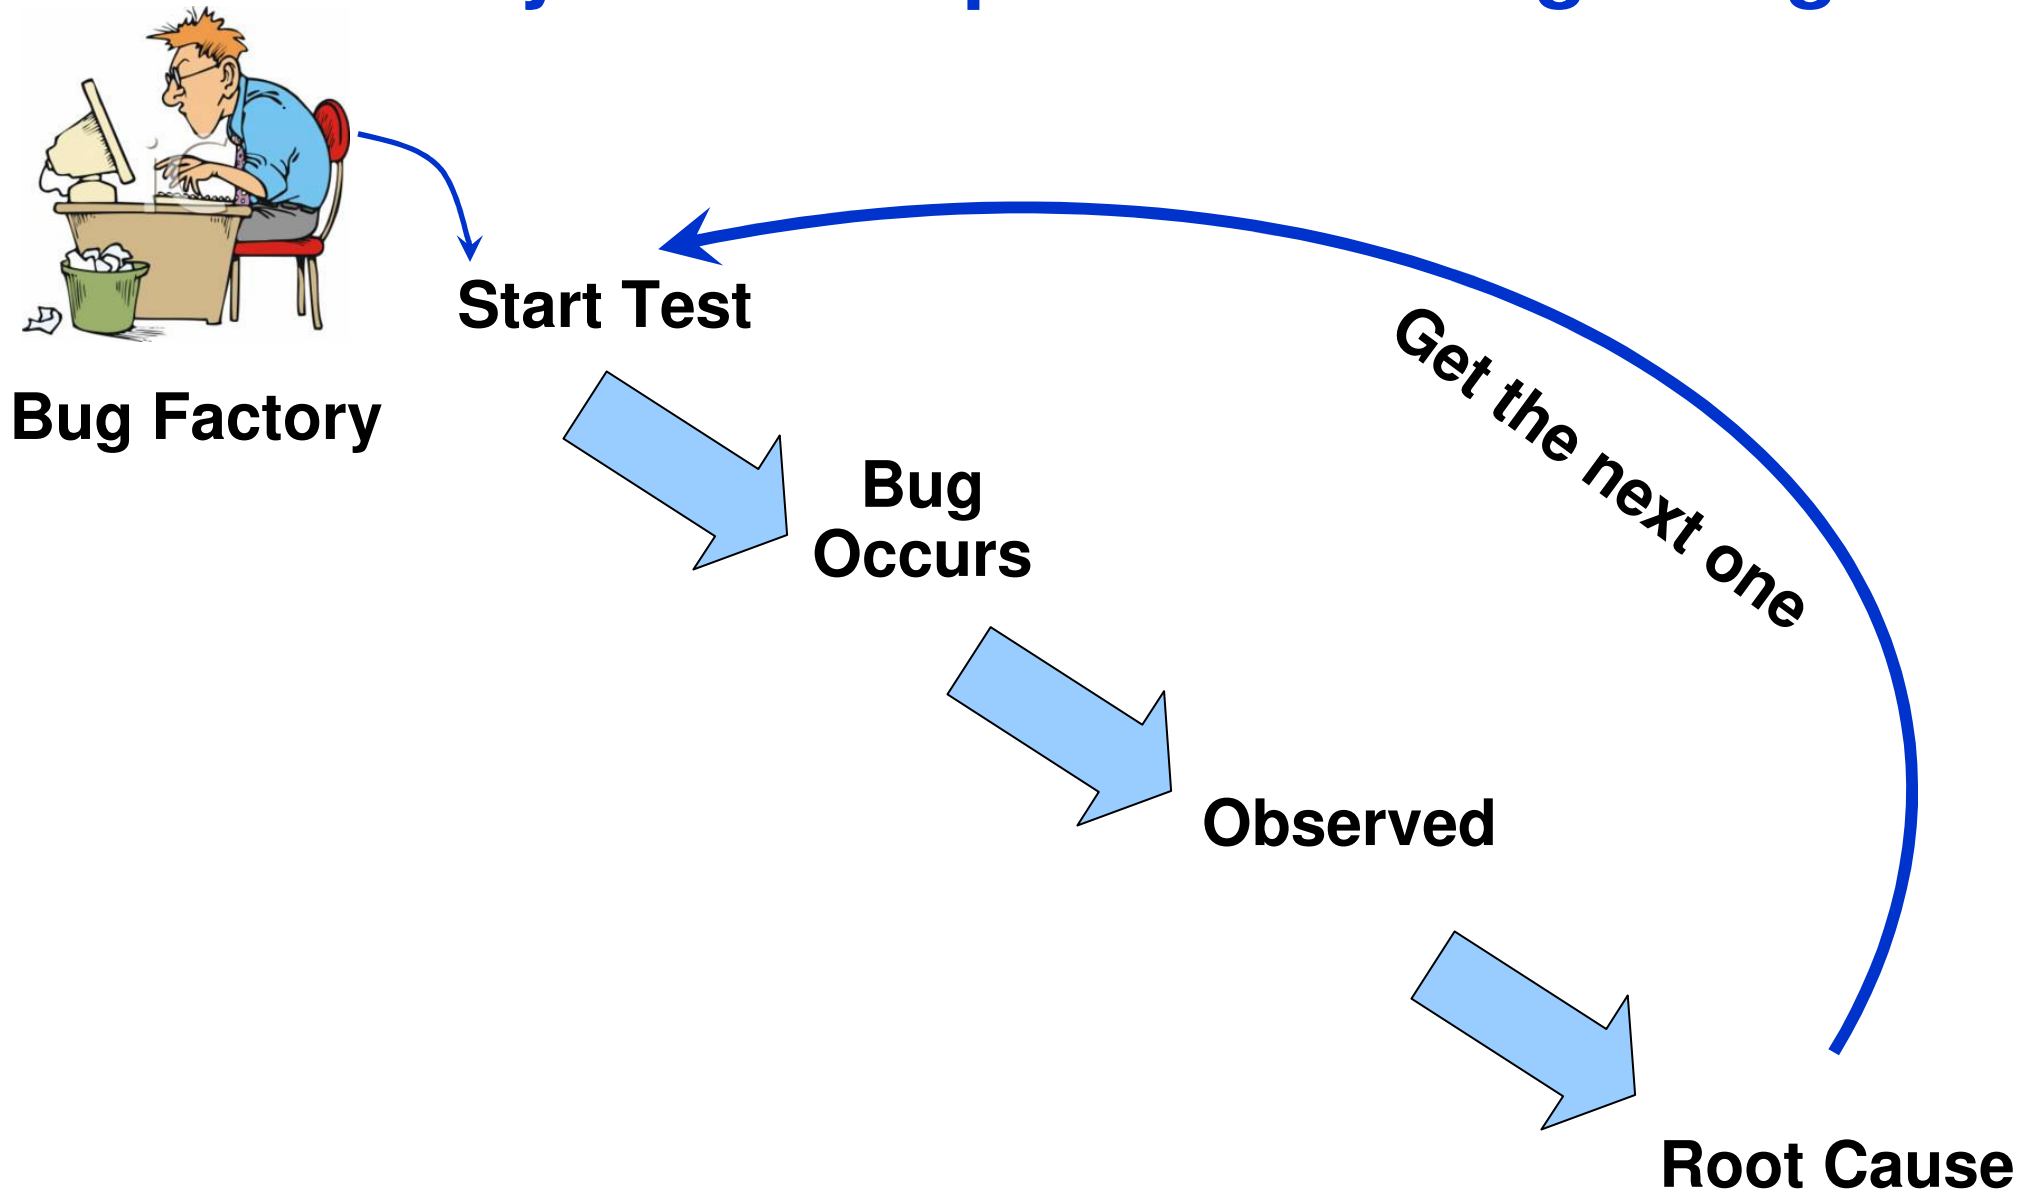 Start Test
Bug Factory
Bug
Occurs
Get the next one
Observed
Root Cause